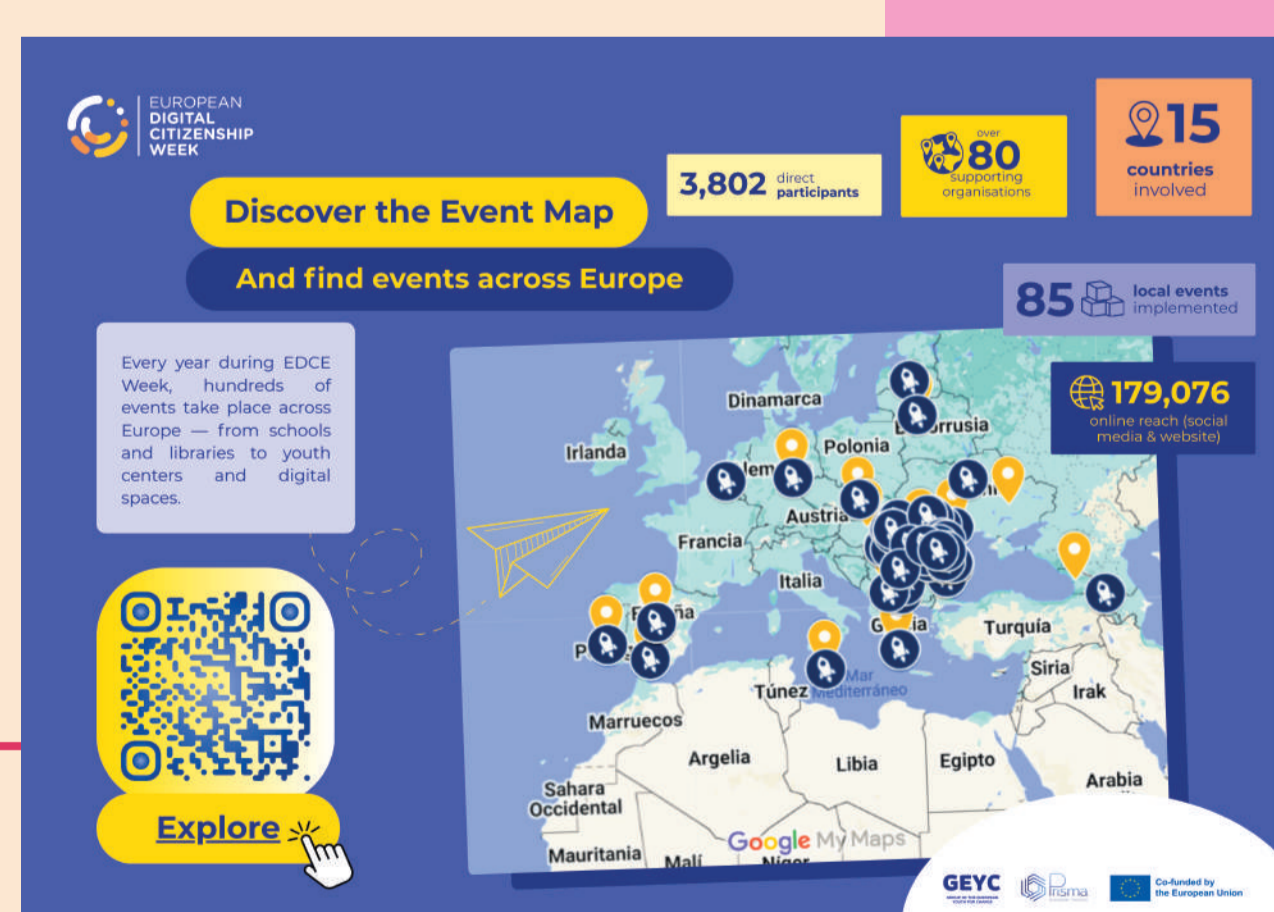 EUROPEAN
DIGITAL
CITIZENSHIP
WEEK
Discover the Event Map
And find events across Europe
3,802 direct
participants
over
80
supporting
organisations
15
countries
involved
85 local events
implemented
179,076
online reach (social
media & website)
Every year during EDCE
Week, hundreds of
events take place across
Europe — from schools
and libraries to youth
centers and digital
spaces.
Explore
Dinamarca
Irlanda
Polonia
Austria
Francia
Italia
Turquía
Siria
Irak
Túnez
Mar
Mediterráneo
Marruecos
Argelia
Libia
Egipto
Arabia
Sahara
Occidental
Mauritania
Malí
Níger
Google My Maps
GEYC
Prisma
Co-funded by
the European Union